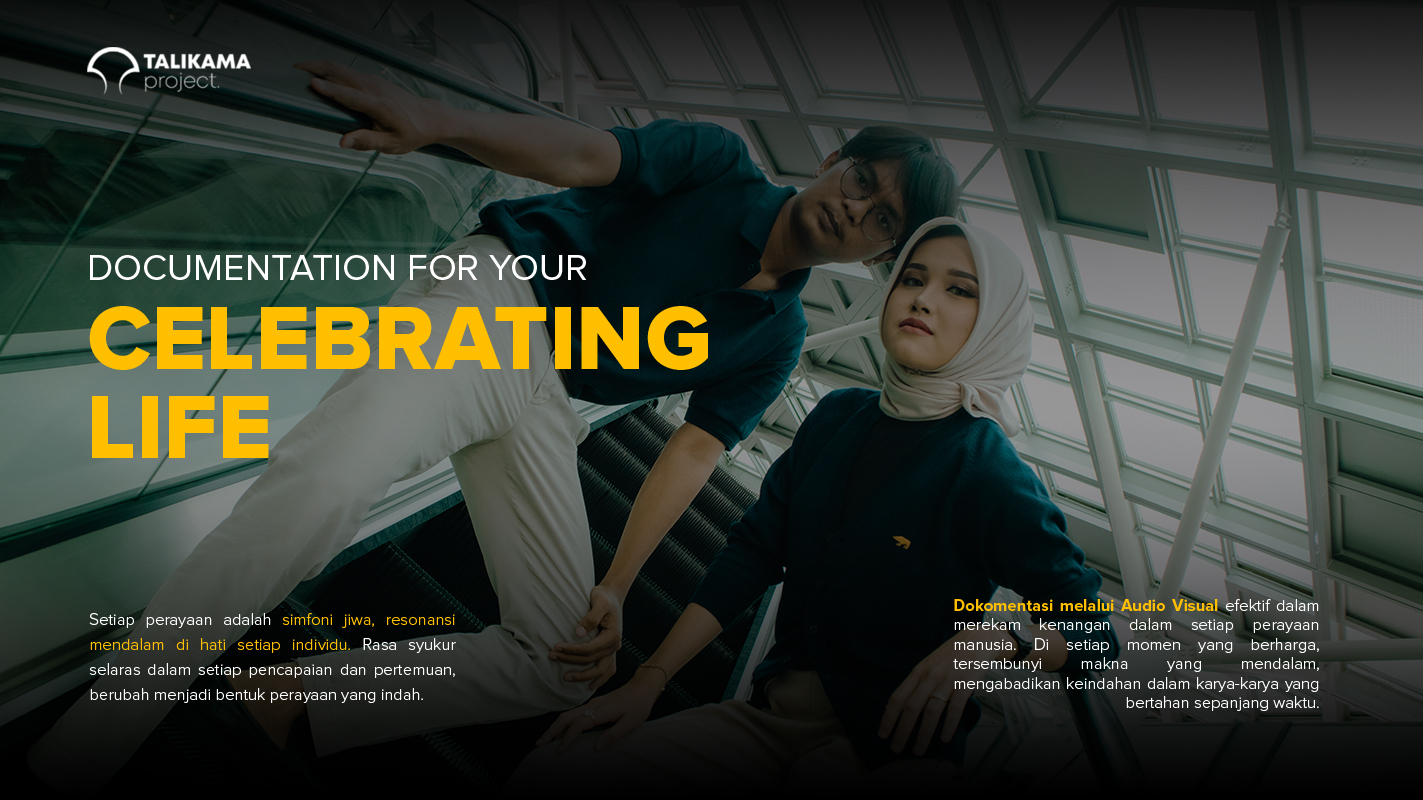 TALIKAMA
project.
DOCUMENTATION FOR YOUR
CELEBRATING
LIFE
Setiap perayaan adalah simfoni jiwa, resonansi
mendalam di hati setiap individu. Rasa syukur
selaras dalam setiap pencapaian dan pertemuan,
berubah menjadi bentuk perayaan yang indah.
Dokomentasi melalui Audio Visual efektif dalam
merekam kenangan dalam setiap perayaan
manusia. Di setiap momen yang berharga,
tersembunyi makna yang mendalam,
mengabadikan keindahan dalam karya-karya yang
bertahan sepanjang waktu.